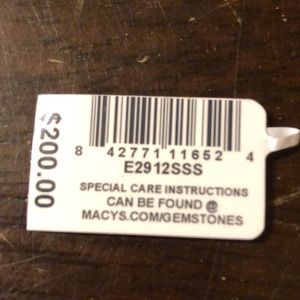 $200.00
8 42771 11652 4
E2912SSS
SPECIAL CARE INSTRUCTIONS
CAN BE FOUND @
MACYS.COM/GEMSTONES